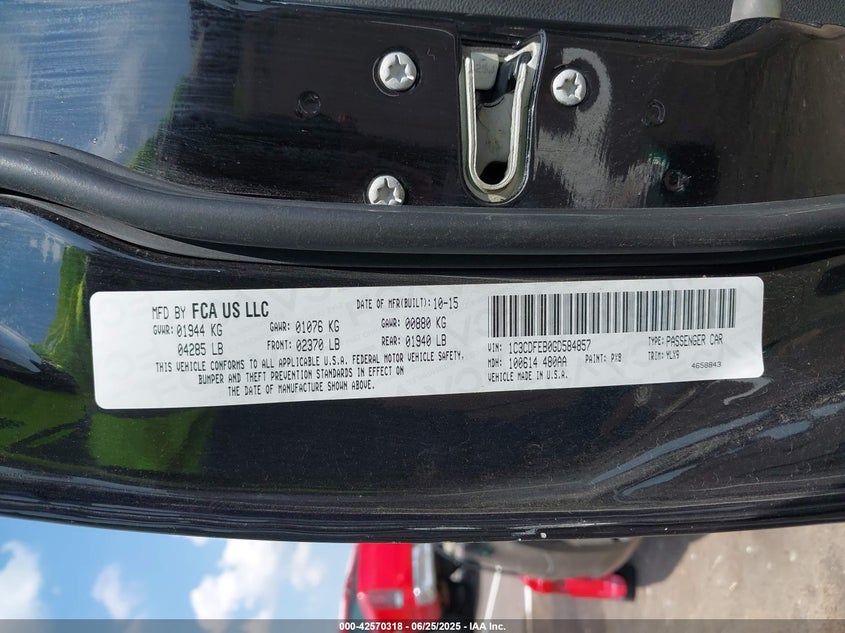 MFD BY FCA US LLC
DATE OF MFR(BUILT): 10-15
GVWR: 01944 KG GAWR: 01076 KG GAWR: 00880 KG
04285 LB FRONT: 02370 LB REAR: 01940 LB
THIS VEHICLE CONFORMS TO ALL APPLICABLE U.S.A. FEDERAL MOTOR VEHICLE SAFETY,
BUMPER AND THEFT PREVENTION STANDARDS IN EFFECT ON
THE DATE OF MANUFACTURE SHOWN ABOVE.
VIN: 1C3CDFEB0GD584857 TYPE: PASSENGER CAR
MDH: 100614 480AA PAINT: PX8 TRIM: YLX9
VEHICLE MADE IN U.S.A. 4658843
000-42570318 - 06/25/2025 - IAA Inc.